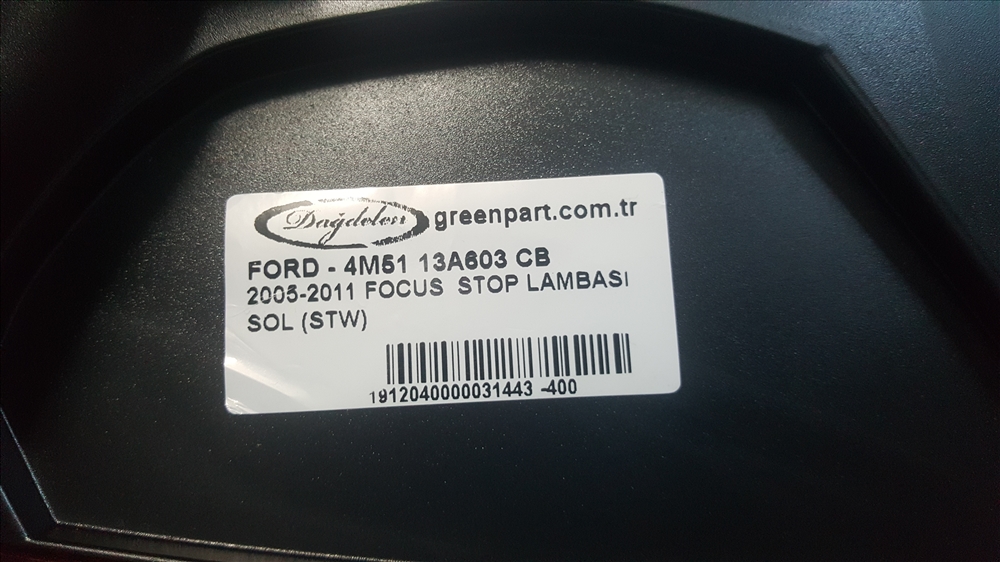 Dağdelen
greenpart.com.tr
FORD - 4M51 13A603 CB
2005-2011 FOCUS STOP LAMBASI
SOL (STW)
1912040000031443 -400